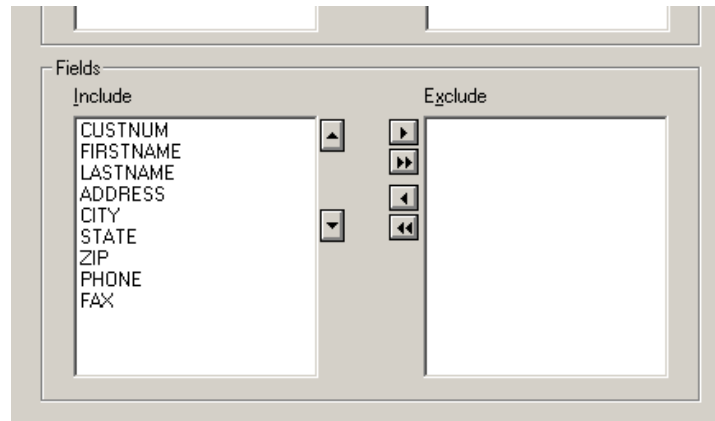 Fields
Include
Exclude
CUSTNUM
FIRSTNAME
LASTNAME
ADDRESS
CITY
STATE
ZIP
PHONE
FAX